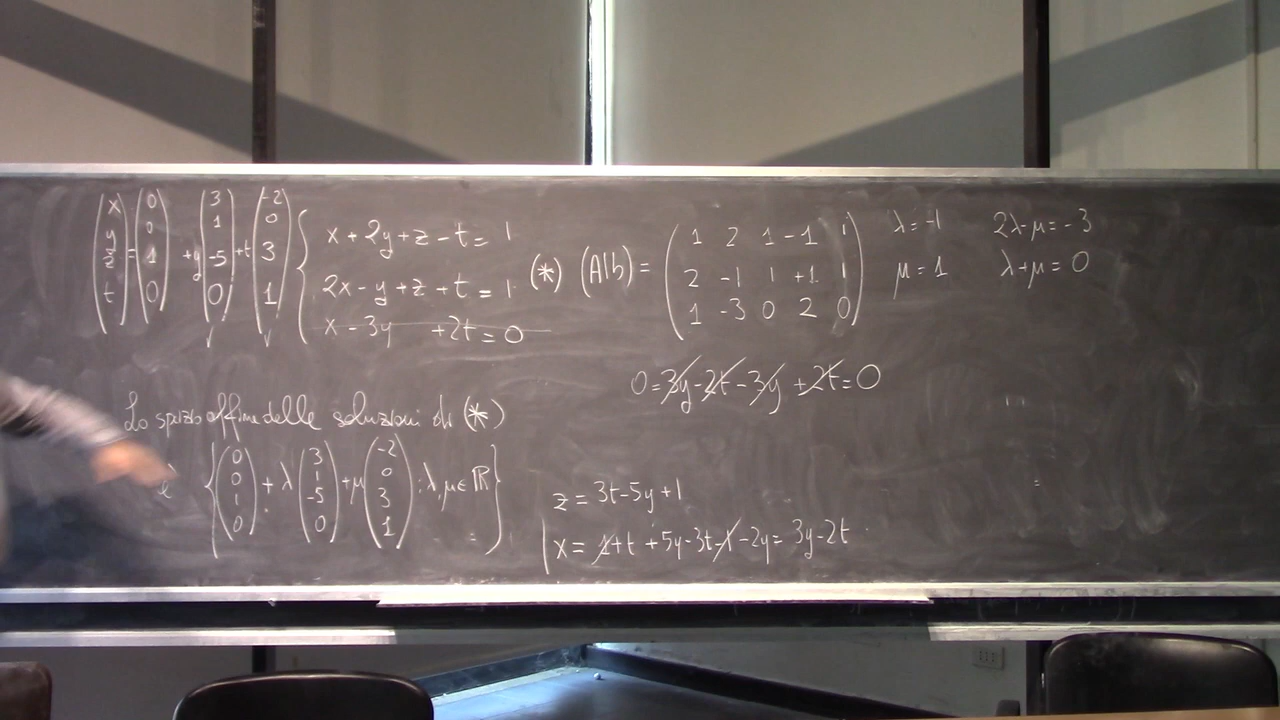 (x y z t) = (0 0 1 0) + y (3 1 -5 0) + t (-2 0 3 1)
{ x + 2y + z - t = 1
2x - y + z + t = 1 (*)
x - 3y + 2t = 0
(A|b) = ( 1 2 1 -1 1
2 -1 1 +1 1
1 -3 0 2 0 )
λ = -1 2λ - μ = -3
μ = 1 λ + μ = 0
0 = 3y - 2t - 3y + 2t = 0
Lo spazio affine delle soluzioni di (*)
è { (0 0 1 0) + λ (3 1 -5 0) + μ (-2 0 3 1) : λ, μ ∈ ℝ }
z = 3t - 5y + 1
x = 1 + t + 5y - 3t - 1 - 2y = 3y - 2t